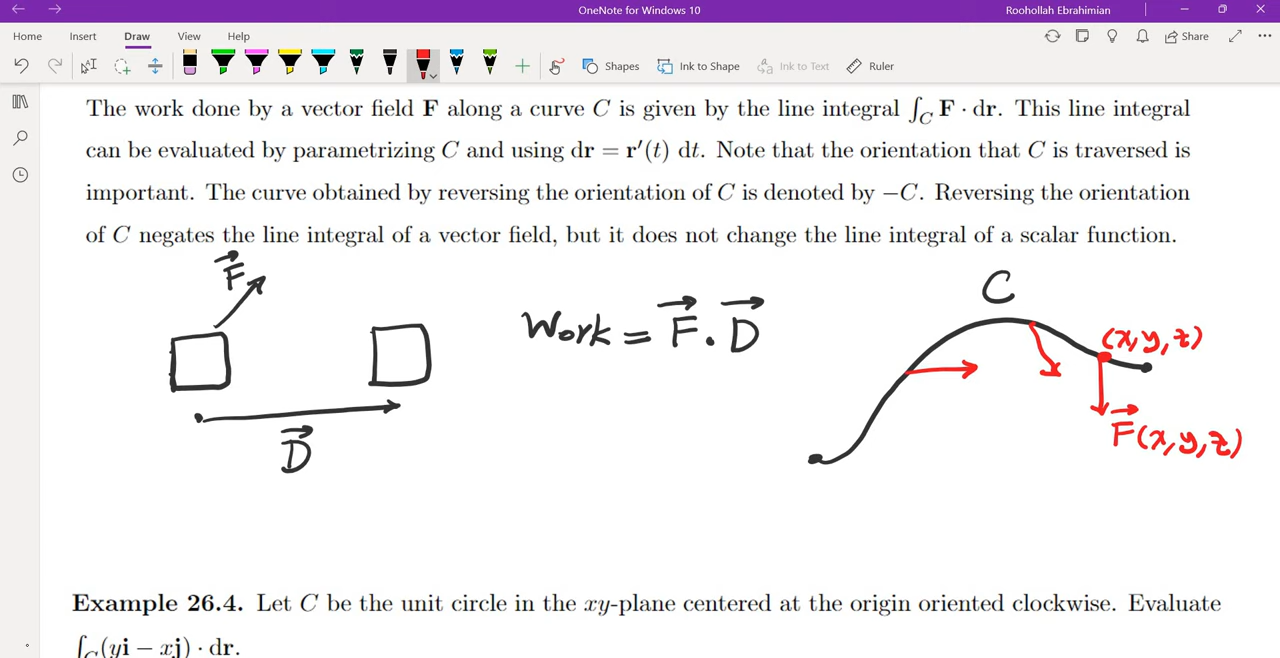 OneNote for Windows 10
Roohollah Ebrahimian
Home Insert Draw View Help
Share
Shapes Ink to Shape Ink to Text Ruler
The work done by a vector field F along a curve C is given by the line integral ∫_C F · dr. This line integral
can be evaluated by parametrizing C and using dr = r′(t) dt. Note that the orientation that C is traversed is
important. The curve obtained by reversing the orientation of C is denoted by −C. Reversing the orientation
of C negates the line integral of a vector field, but it does not change the line integral of a scalar function.
F⃗
D⃗
Work = F⃗ . D⃗
C
(x,y,z)
F⃗(x,y,z)
Example 26.4. Let C be the unit circle in the xy-plane centered at the origin oriented clockwise. Evaluate
∫_C (yi − xj) · dr.